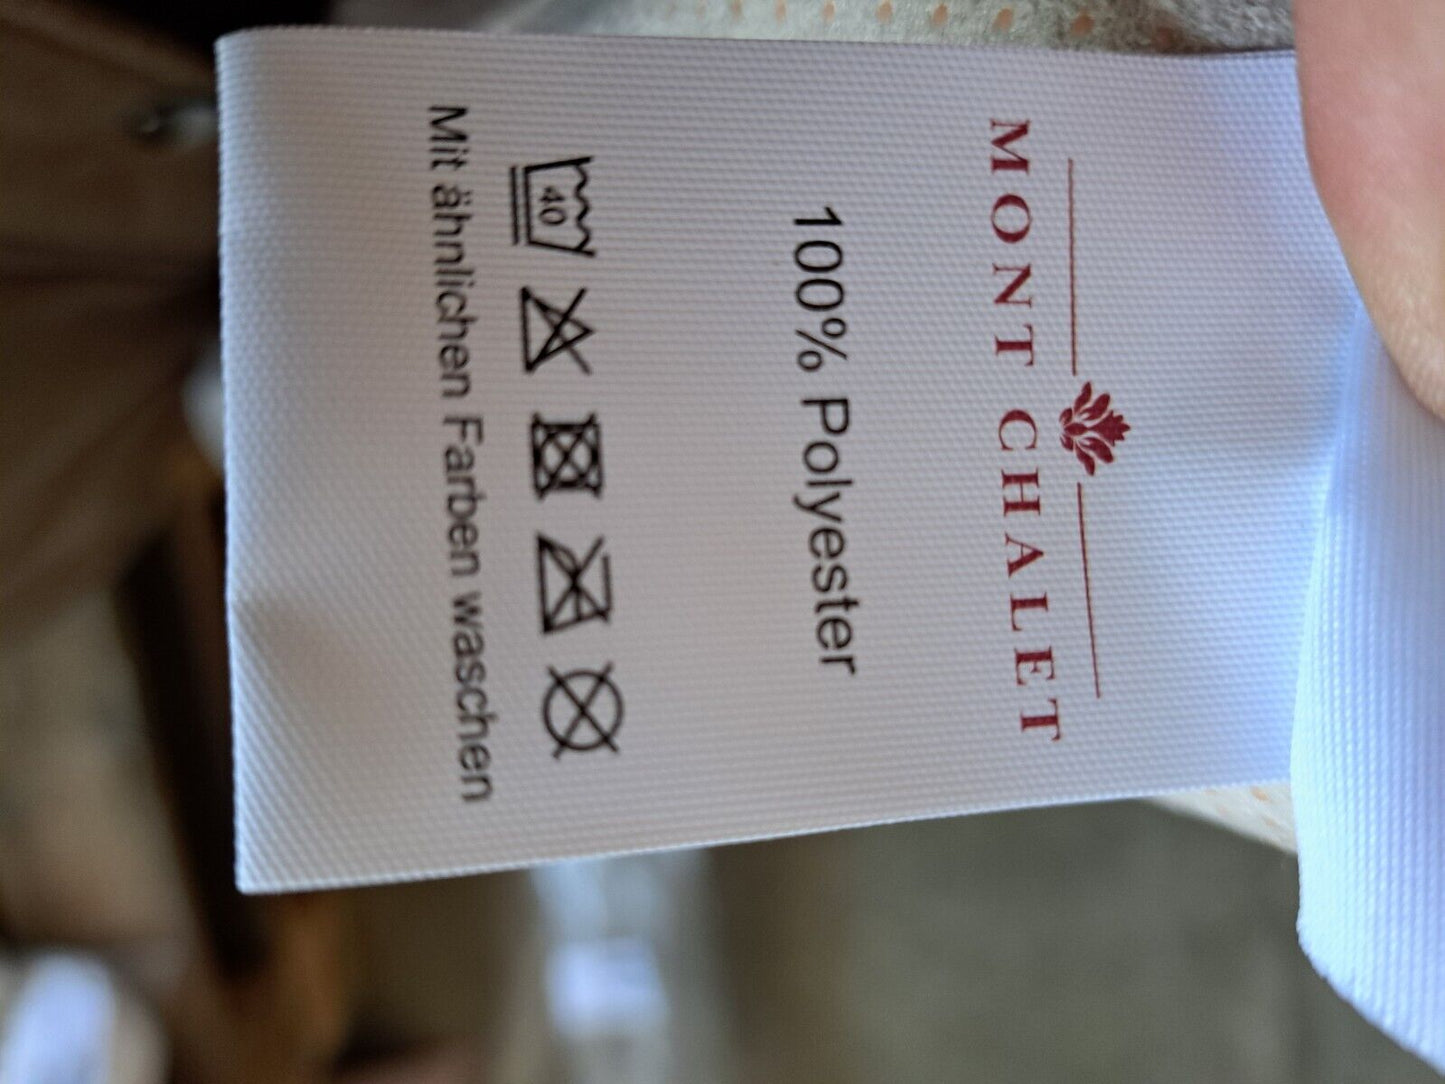 MONT CHALET
100% Polyester
40
Mit ähnlichen Farben waschen